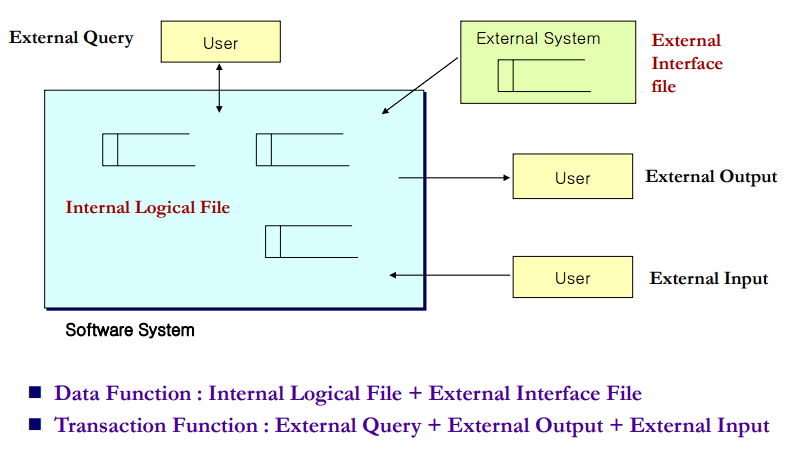 External Query
User
External System
External
Interface
file
User
External Output
Internal Logical File
User
External Input
Software System
Data Function : Internal Logical File + External Interface File
Transaction Function : External Query + External Output + External Input